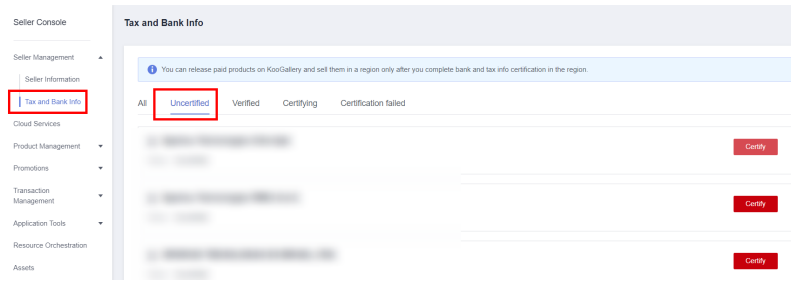 Seller Console
Tax and Bank Info
Seller Management
You can release paid products on KooGallery and sell them in a region only after you complete bank and tax info certification in the region.
Seller Information
Tax and Bank Info
All Uncertified Verified Certifying Certification failed
Cloud Services
Product Management
Certify
Promotions
Transaction
Management
Certify
Application Tools
Resource Orchestration
Certify
Assets